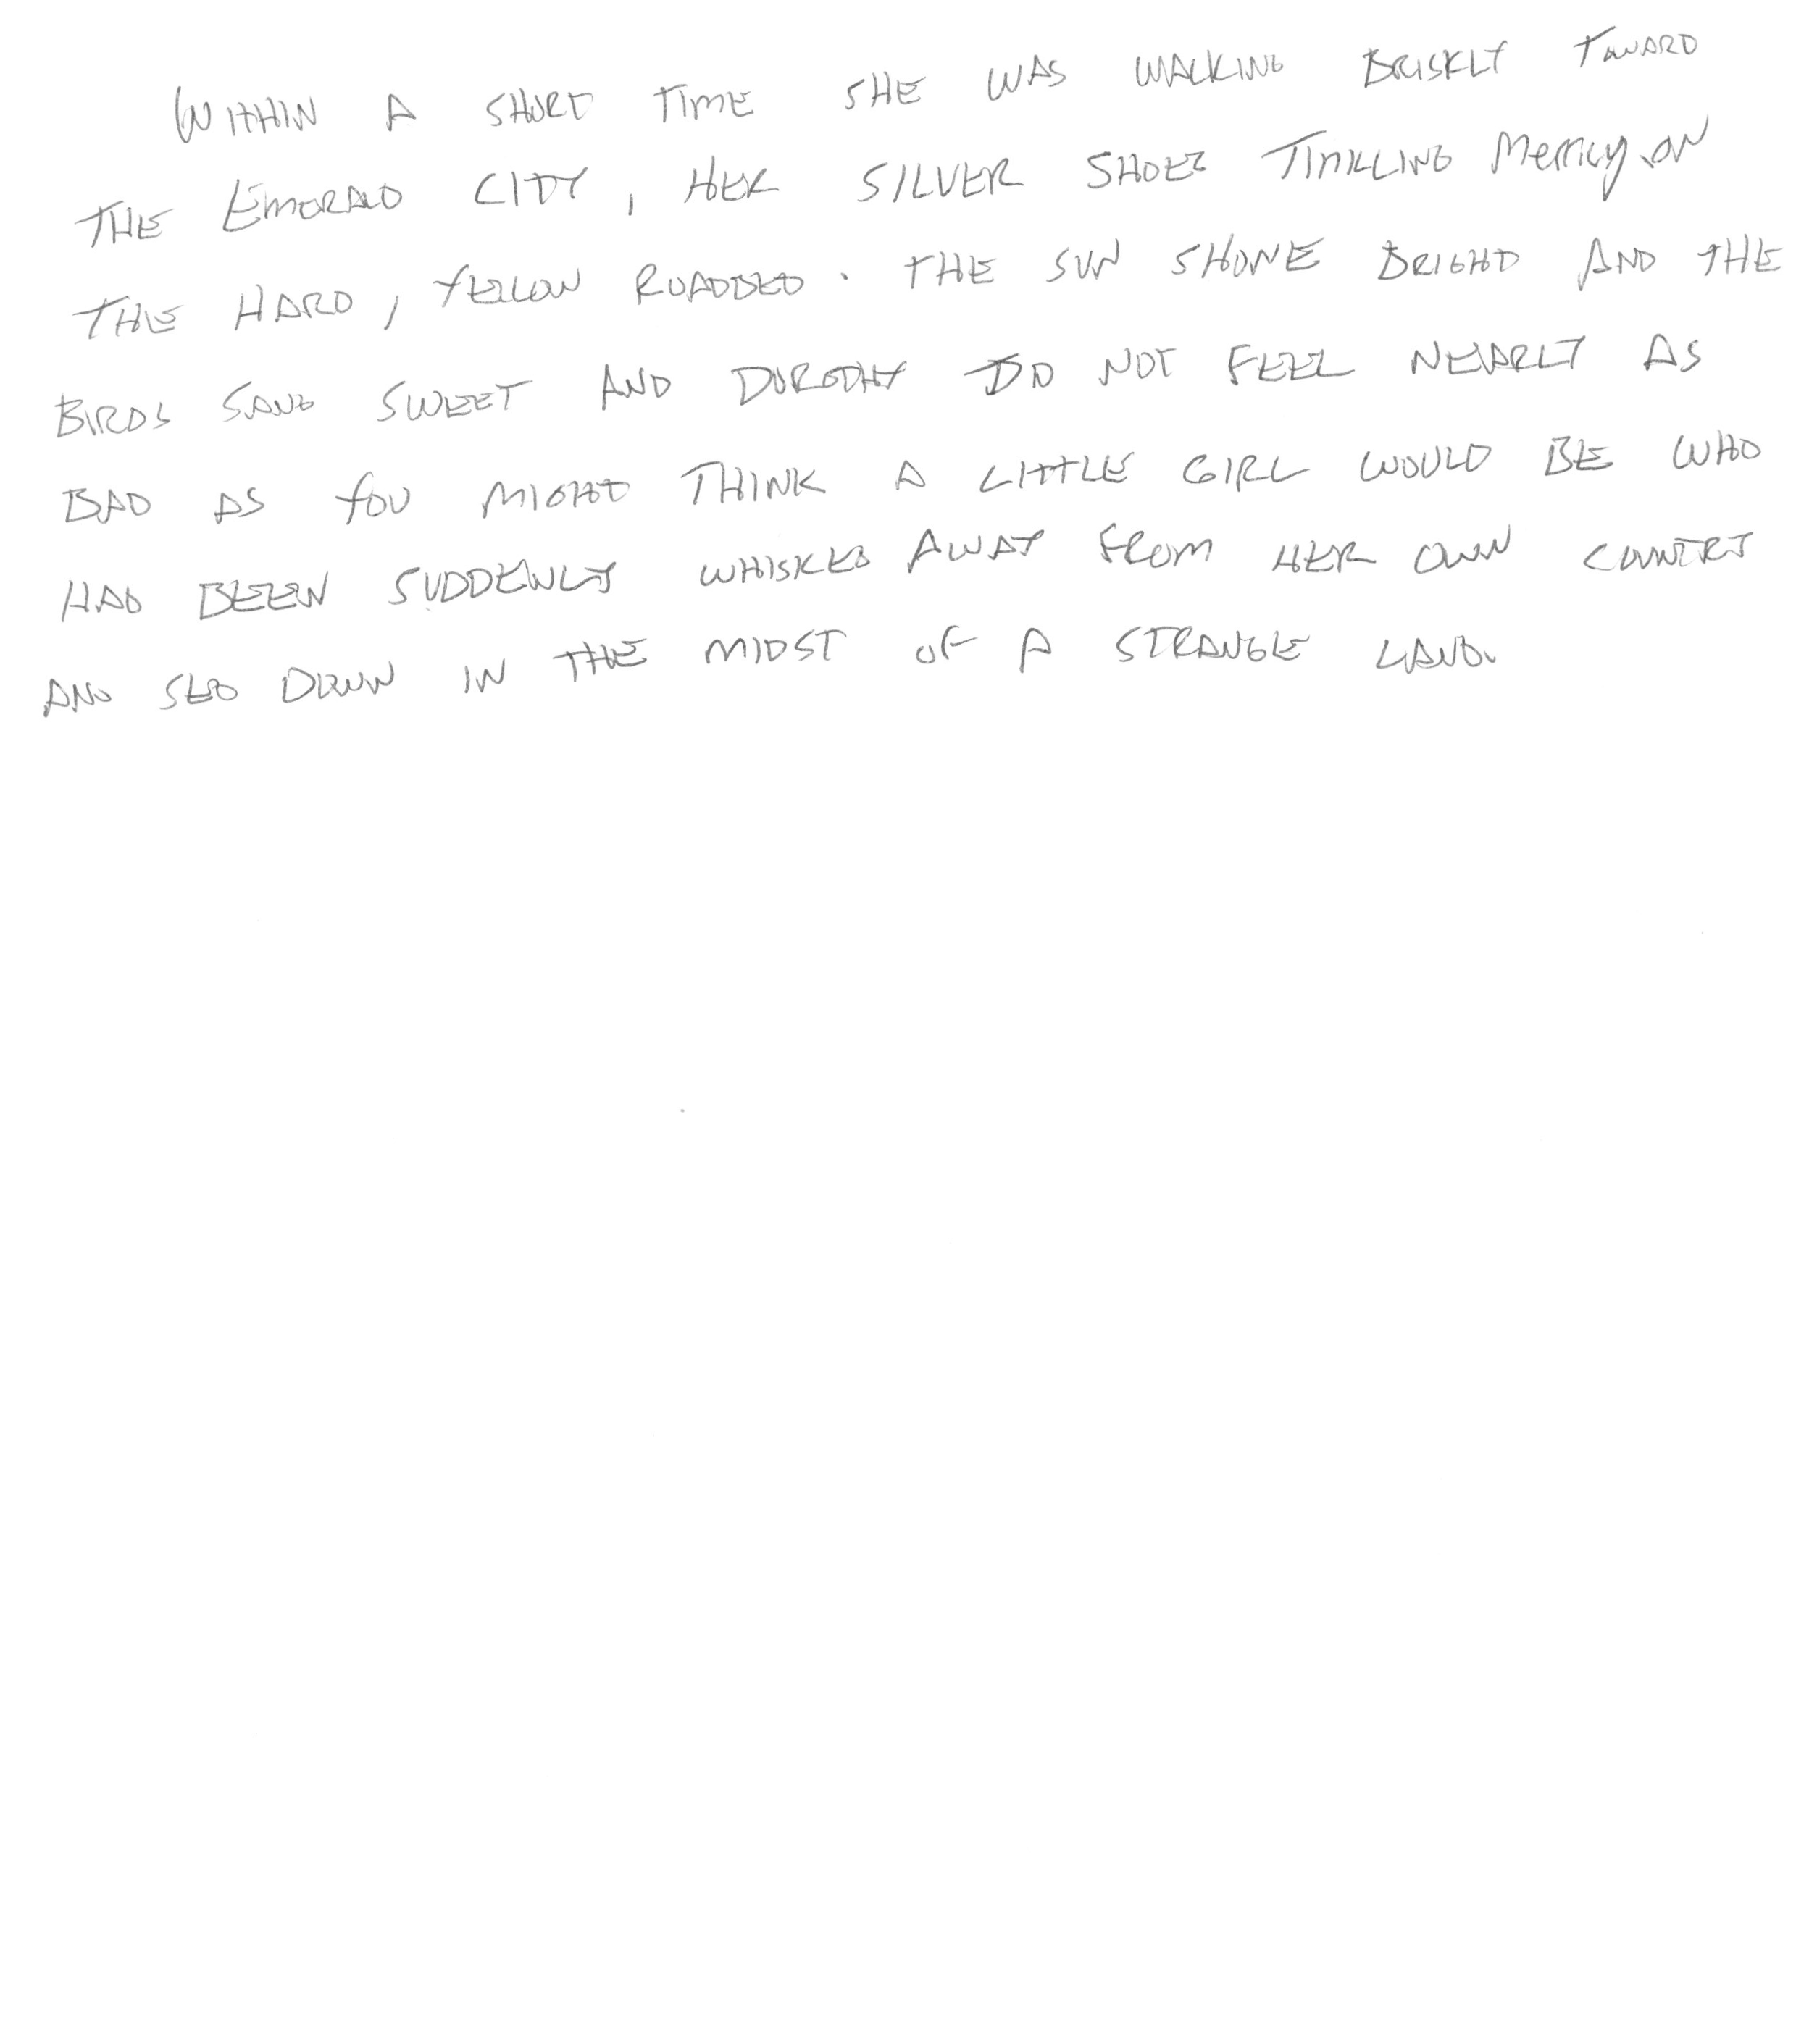 WITHIN A SHORT TIME SHE WAS WALKING BRISKLY TOWARD
THE EMERALD CITY, HER SILVER SHOES TINKLING Merrily ON
THE HARD, YELLOW ROADBED. THE SUN SHONE BRIGHT AND THE
BIRDS SANG SWEET AND DOROTHY DID NOT FEEL NEARLY AS
BAD AS YOU MIGHT THINK A LITTLE GIRL WOULD BE WHO
HAD BEEN SUDDENLY WHISKED AWAY FROM HER OWN COUNTRY
AND SED DOWN IN THE MIDST OF A STRANGE LAND.